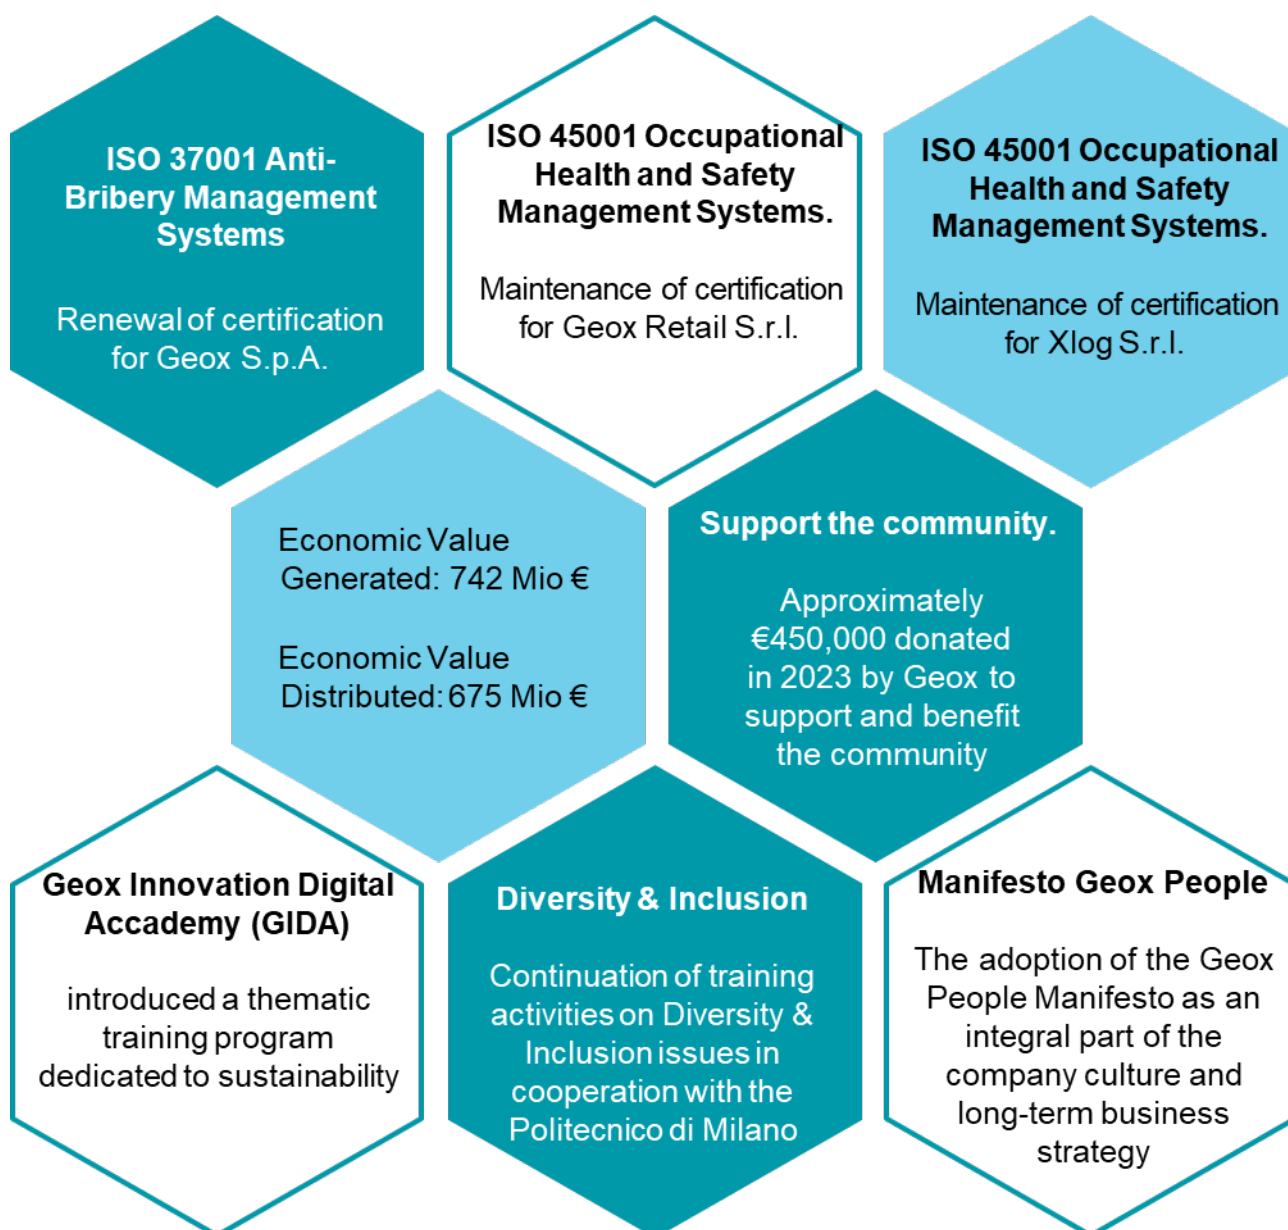 ISO 37001 Anti-
Bribery Management
Systems
Renewal of certification
for Geox S.p.A.
ISO 45001 Occupational
Health and Safety
Management Systems.
Maintenance of certification
for Geox Retail S.r.l.
ISO 45001 Occupational
Health and Safety
Management Systems.
Maintenance of certification
for Xlog S.r.l.
Economic Value
Generated: 742 Mio €
Economic Value
Distributed: 675 Mio €
Support the community.
Approximately
€450,000 donated
in 2023 by Geox to
support and benefit
the community
Geox Innovation Digital
Accademy (GIDA)
introduced a thematic
training program
dedicated to sustainability
Diversity & Inclusion
Continuation of training
activities on Diversity &
Inclusion issues in
cooperation with the
Politecnico di Milano
Manifesto Geox People
The adoption of the Geox
People Manifesto as an
integral part of the
company culture and
long-term business
strategy